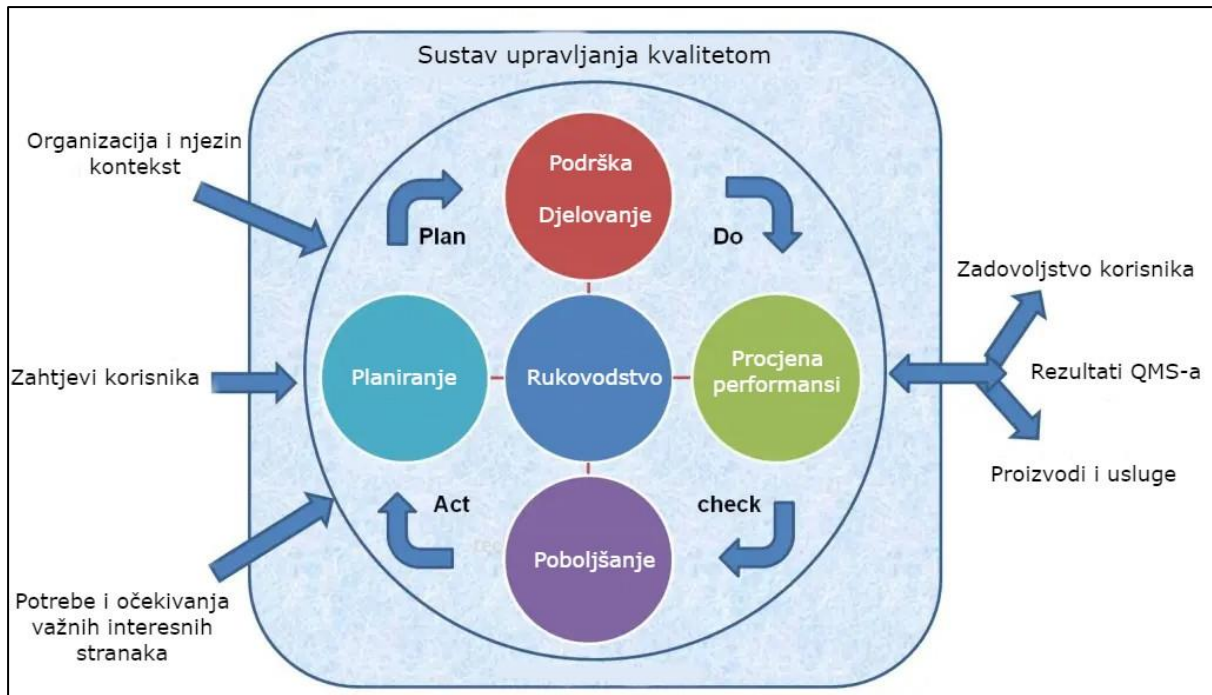 Sustav upravljanja kvalitetom
Organizacija i njezin
kontekst
Podrška
Djelovanje
Plan
Do
Zadovoljstvo korisnika
Zahtjevi korisnika
Planiranje
Rukovodstvo
Procjena
performansi
Rezultati QMS-a
Proizvodi i usluge
Act
check
Poboljšanje
Potrebe i očekivanja
važnih interesnih
stranaka